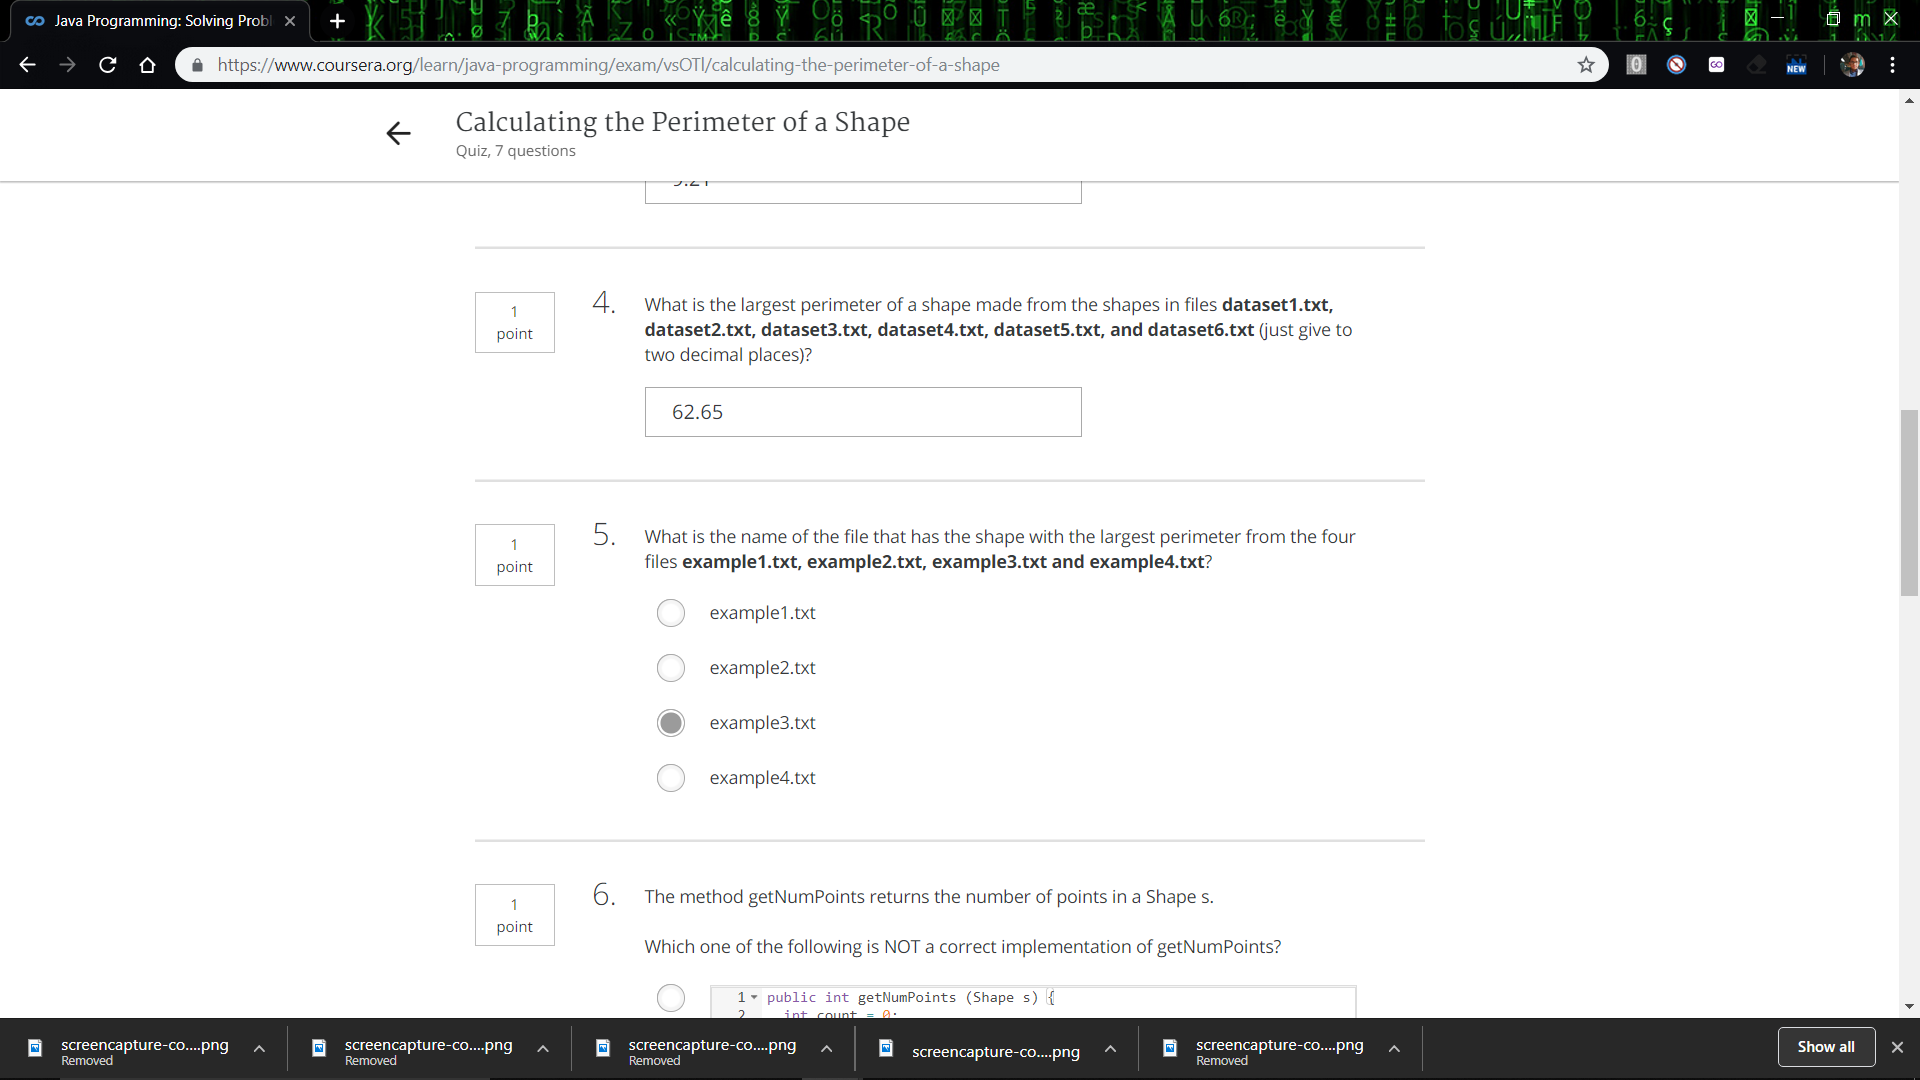 Java Programming: Solving Probl
https://www.coursera.org/learn/java-programming/exam/vsOTl/calculating-the-perimeter-of-a-shape
NEW
Calculating the Perimeter of a Shape
Quiz, 7 questions
9.21
1
point
4.
What is the largest perimeter of a shape made from the shapes in files dataset1.txt,
dataset2.txt, dataset3.txt, dataset4.txt, dataset5.txt, and dataset6.txt (just give to
two decimal places)?
62.65
1
point
5.
What is the name of the file that has the shape with the largest perimeter from the four
files example1.txt, example2.txt, example3.txt and example4.txt?
example1.txt
example2.txt
example3.txt
example4.txt
1
point
6.
The method getNumPoints returns the number of points in a Shape s.
Which one of the following is NOT a correct implementation of getNumPoints?
1 public int getNumPoints (Shape s) {
2 int count = 0;
screencapture-co....png
Removed
screencapture-co....png
Removed
screencapture-co....png
Removed
screencapture-co....png
screencapture-co....png
Removed
Show all